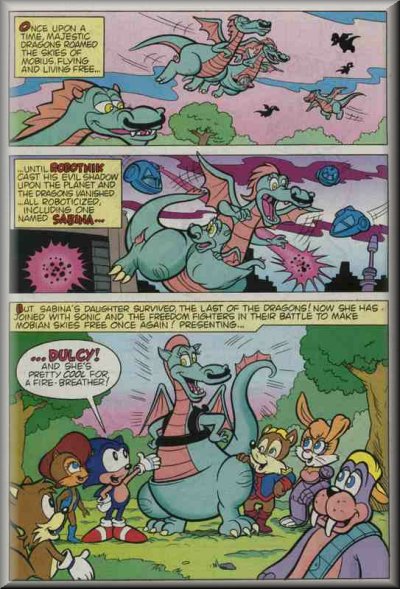 ONCE UPON A
TIME, MAJESTIC
DRAGONS ROAMED
THE SKIES OF
MOBIUS, FLYING
AND LIVING FREE...
...UNTIL ROBOTNIK
CAST HIS EVIL SHADOW
UPON THE PLANET AND
THE DRAGONS VANISHED
...ALL ROBOTICIZED,
INCLUDING ONE
NAMED SABINA...
BUT SABINA'S DAUGHTER SURVIVED THE LAST OF THE DRAGONS! NOW SHE HAS
JOINED WITH SONIC AND THE FREEDOM FIGHTERS IN THEIR BATTLE TO MAKE
MOBIAN SKIES FREE ONCE AGAIN! PRESENTING...
...DULCY!
AND SHE'S
PRETTY COOL FOR
A FIRE-BREATHER!